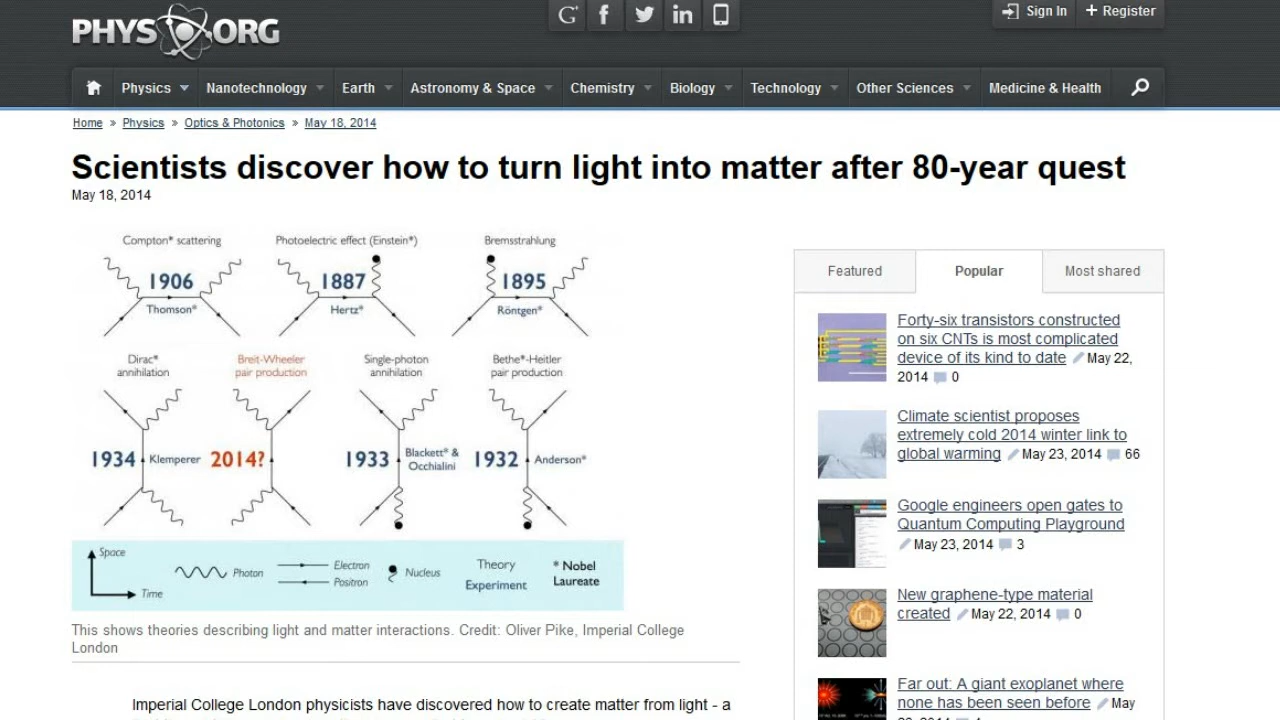 PHYS ORG
G+ f in
Sign In + Register
Physics Nanotechnology Earth Astronomy & Space Chemistry Biology Technology Other Sciences Medicine & Health
Home » Physics » Optics & Photonics » May 18, 2014
Scientists discover how to turn light into matter after 80-year quest
May 18, 2014
Compton* scattering
1906
Thomson*
Photoelectric effect (Einstein*)
1887
Hertz*
Bremsstrahlung
1895
Röntgen*
Dirac*
annihilation
1934 Klemperer
Breit-Wheeler
pair production
2014?
Single-photon
annihilation
1933 Blackett* &
Occhialini
Bethe*-Heitler
pair production
1932 Anderson*
Space
Time
Photon
Electron
Positron
Nucleus
Theory
Experiment
* Nobel
Laureate
This shows theories describing light and matter interactions. Credit: Oliver Pike, Imperial College
London
Imperial College London physicists have discovered how to create matter from light - a
Featured Popular Most shared
Forty-six transistors constructed
on six CNTs is most complicated
device of its kind to date May 22,
2014 0
Climate scientist proposes
extremely cold 2014 winter link to
global warming May 23, 2014 66
Google engineers open gates to
Quantum Computing Playground
May 23, 2014 3
New graphene-type material
created May 22, 2014 0
Far out: A giant exoplanet where
none has been seen before May